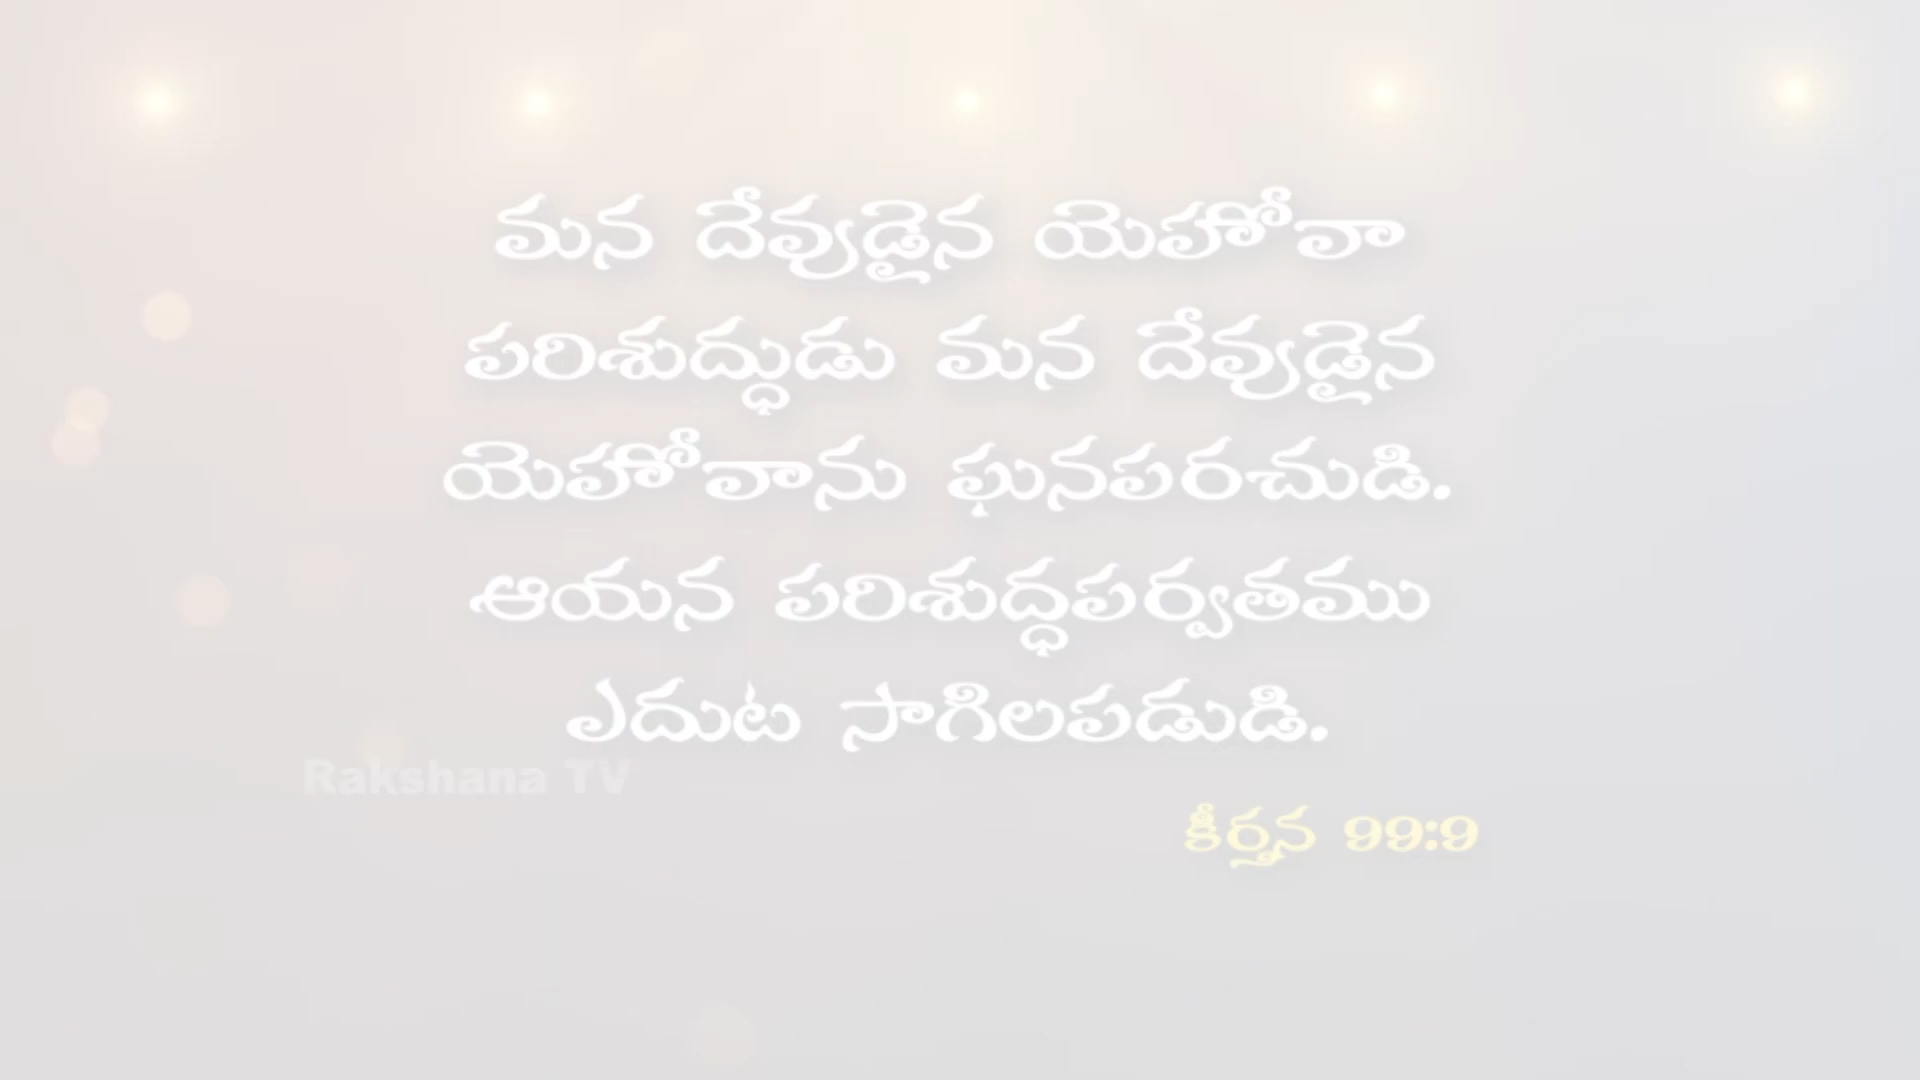 మన దేవుడైన యెహోవా
పరిశుద్ధుడు మన దేవుడైన
యెహోవాను ఘనపరచుడి.
ఆయన పరిశుద్ధపర్వతము
ఎదుట సాగిలపడుడి.
Rakshana TV
కీర్తన 99:9